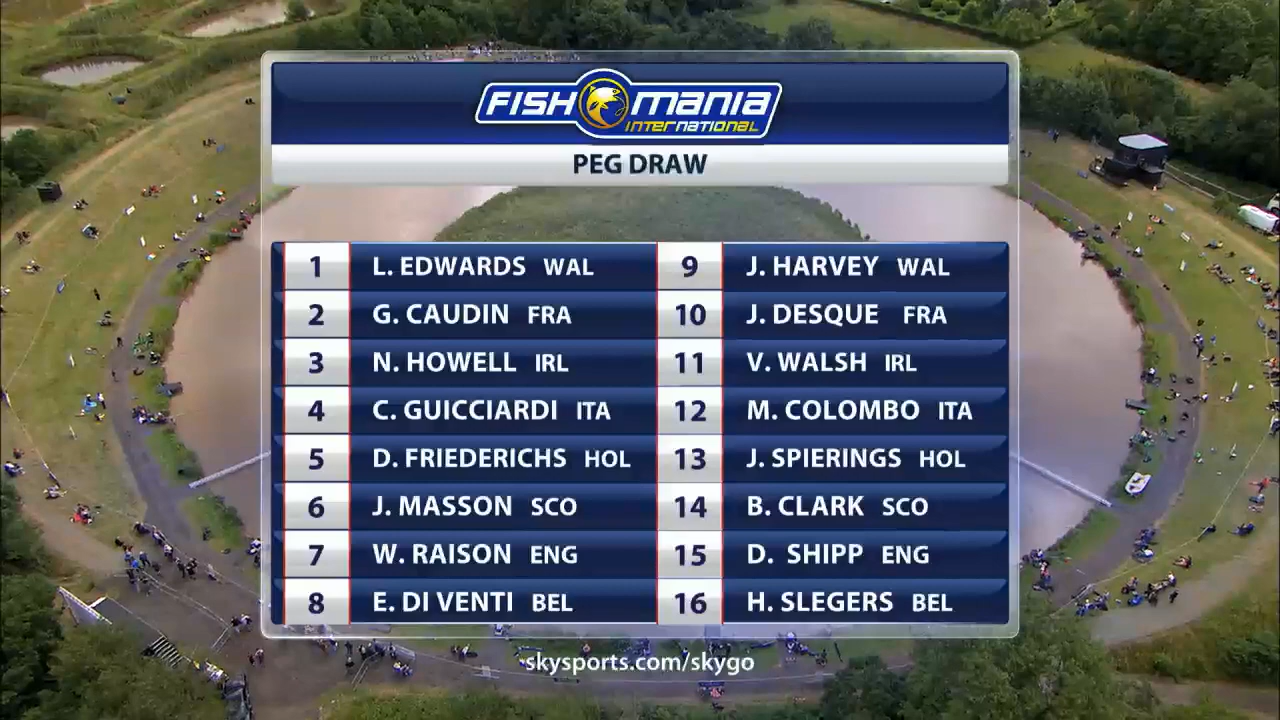 FISHOMANIA
INTERNATIONAL
PEG DRAW
1 L. EDWARDS WAL
2 G. CAUDIN FRA
3 N. HOWELL IRL
4 C. GUICCIARDI ITA
5 D. FRIEDERICHS HOL
6 J. MASSON SCO
7 W. RAISON ENG
8 E. DI VENTI BEL
9 J. HARVEY WAL
10 J. DESQUE FRA
11 V. WALSH IRL
12 M. COLOMBO ITA
13 J. SPIERINGS HOL
14 B. CLARK SCO
15 D. SHIPP ENG
16 H. SLEGERS BEL
skysports.com/skygo